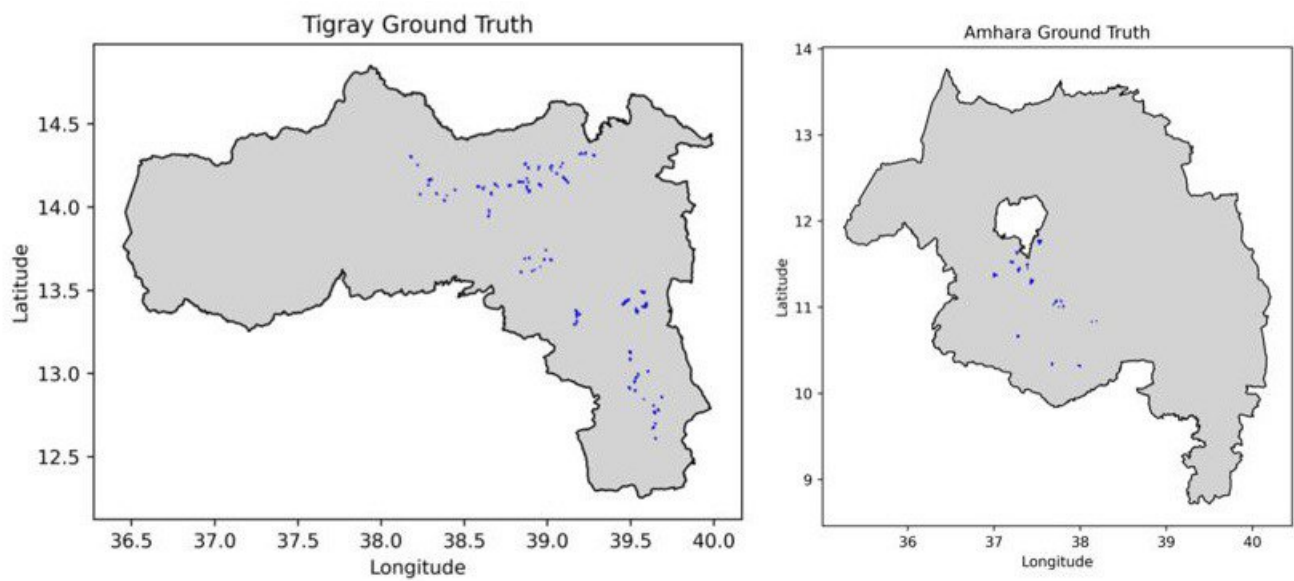 Tigray Ground Truth
Latitude
14.5
14.0
13.5
13.0
12.5
36.5 37.0 37.5 38.0 38.5 39.0 39.5 40.0
Longitude
Amhara Ground Truth
Latitude
14
13
12
11
10
9
36 37 38 39 40
Longitude